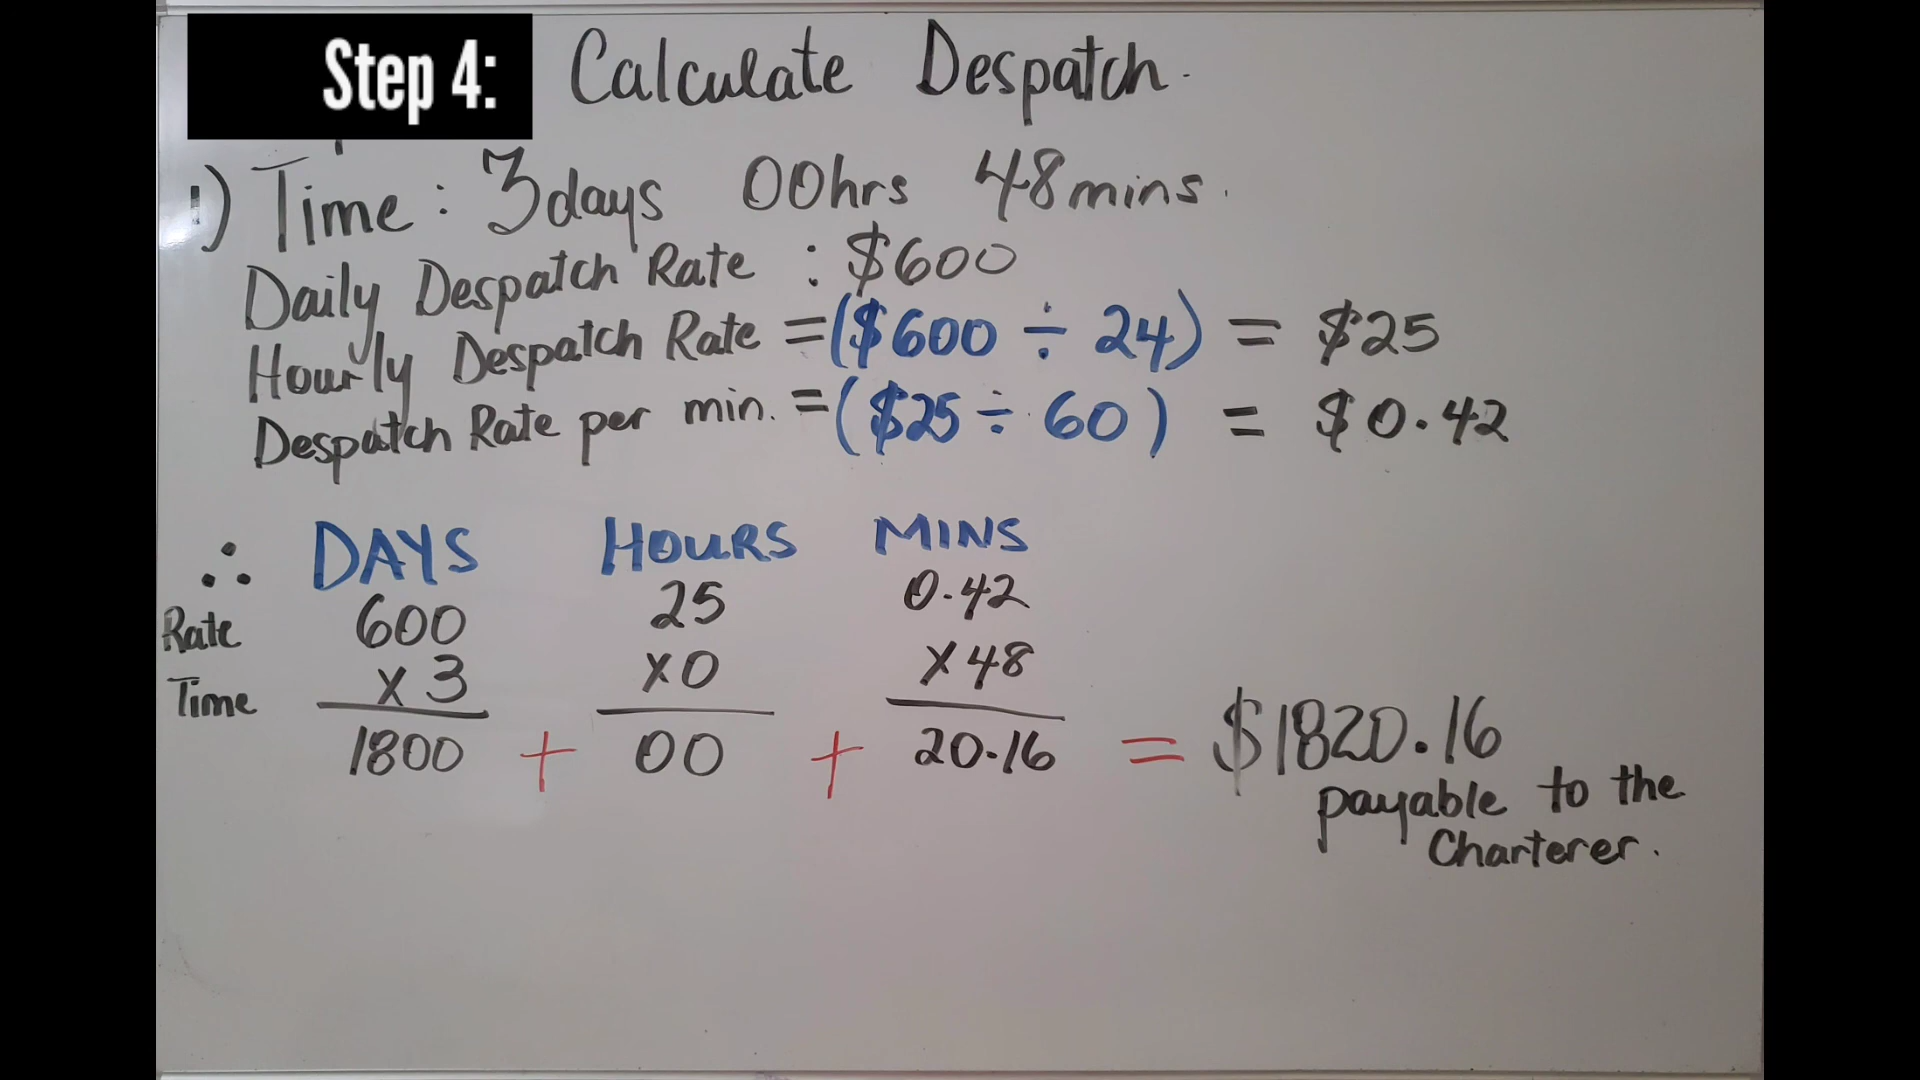 Step 4: Calculate Despatch.
1) Time: 3days 00hrs 48mins.
Daily Despatch Rate : $600
Hourly Despatch Rate = ($600 ÷ 24) = $25
Despatch Rate per min. = ($25 ÷ 60) = $0.42
∴ DAYS HOURS MINS
Rate 600 25 0.42
Time x 3 x0 x 48
1800 + 00 + 20.16 = $1820.16
payable to the
Charterer.